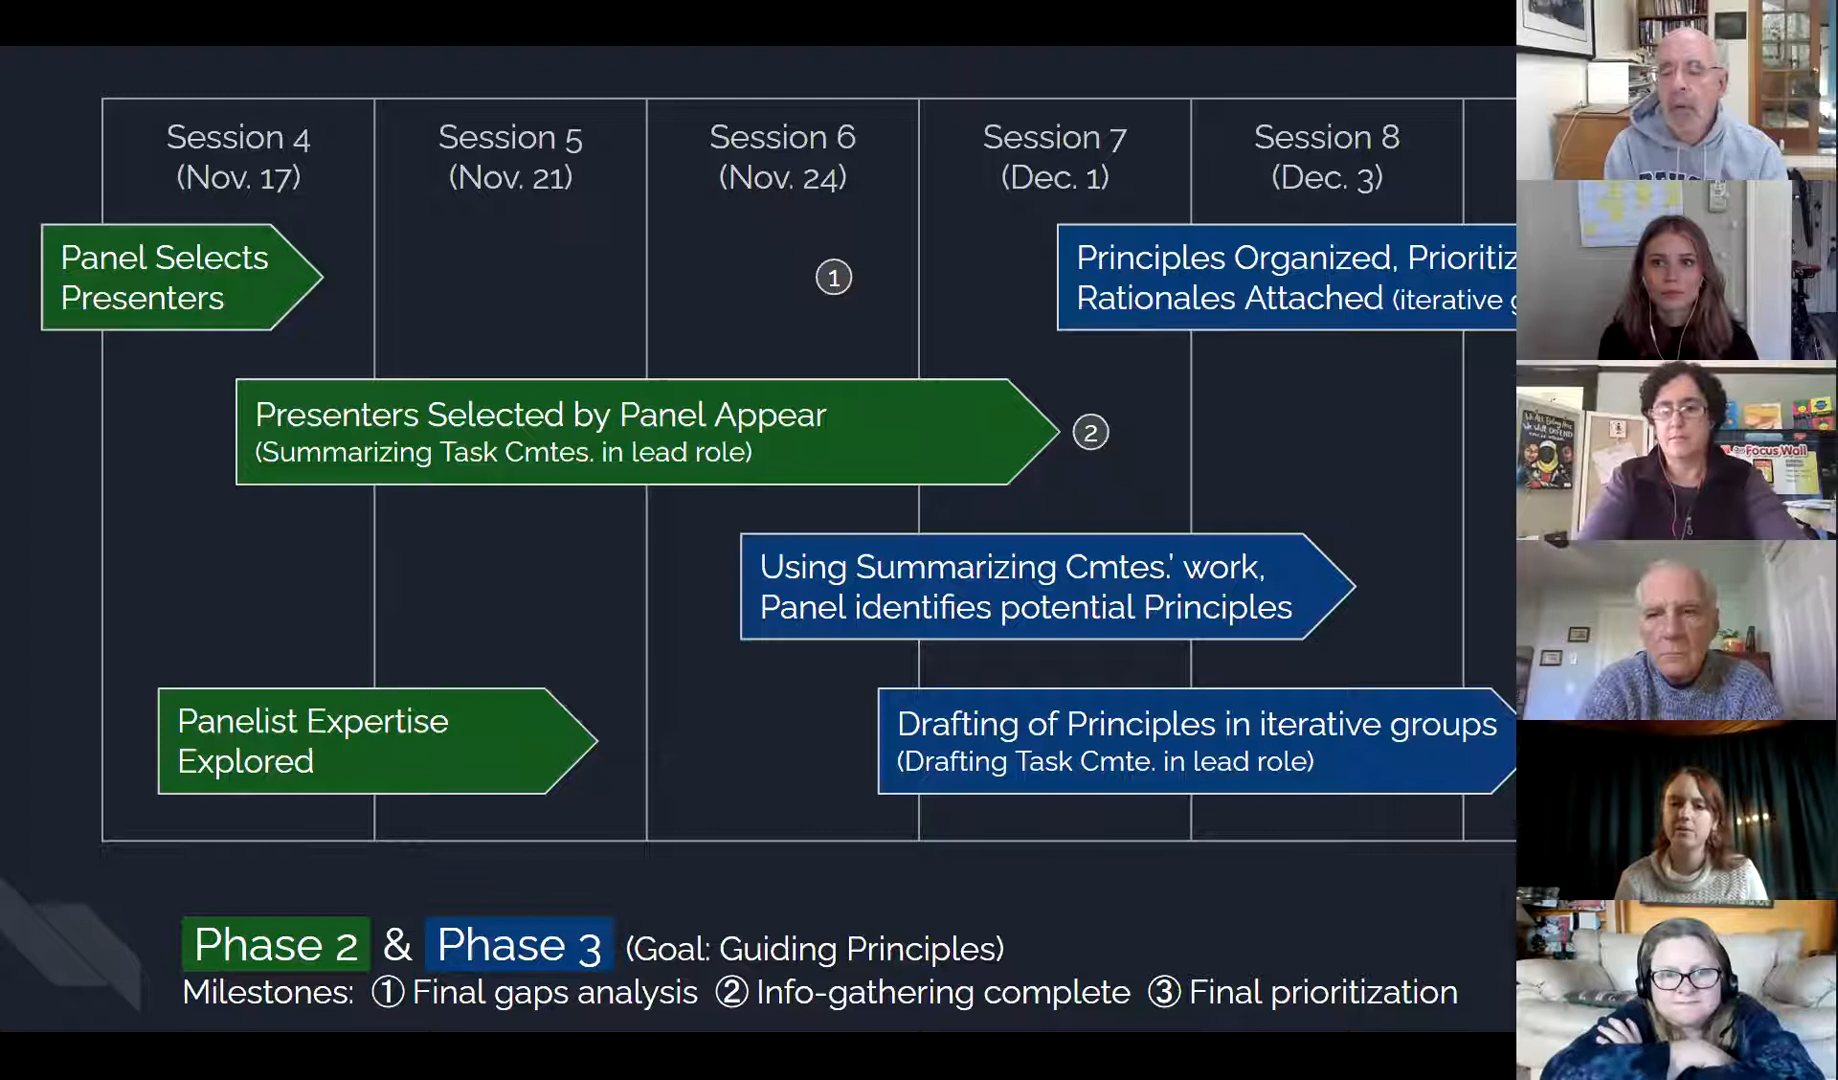 Session 4
(Nov. 17)
Session 5
(Nov. 21)
Session 6
(Nov. 24)
Session 7
(Dec. 1)
Session 8
(Dec. 3)
Panel Selects
Presenters
1
Principles Organized, Prioritiz
Rationales Attached (iterative g
Presenters Selected by Panel Appear
(Summarizing Task Cmtes. in lead role)
2
Using Summarizing Cmtes.' work,
Panel identifies potential Principles
Panelist Expertise
Explored
Drafting of Principles in iterative groups
(Drafting Task Cmte. in lead role)
Phase 2 & Phase 3 (Goal: Guiding Principles)
Milestones: ① Final gaps analysis ② Info-gathering complete ③ Final prioritization
Focus Wall